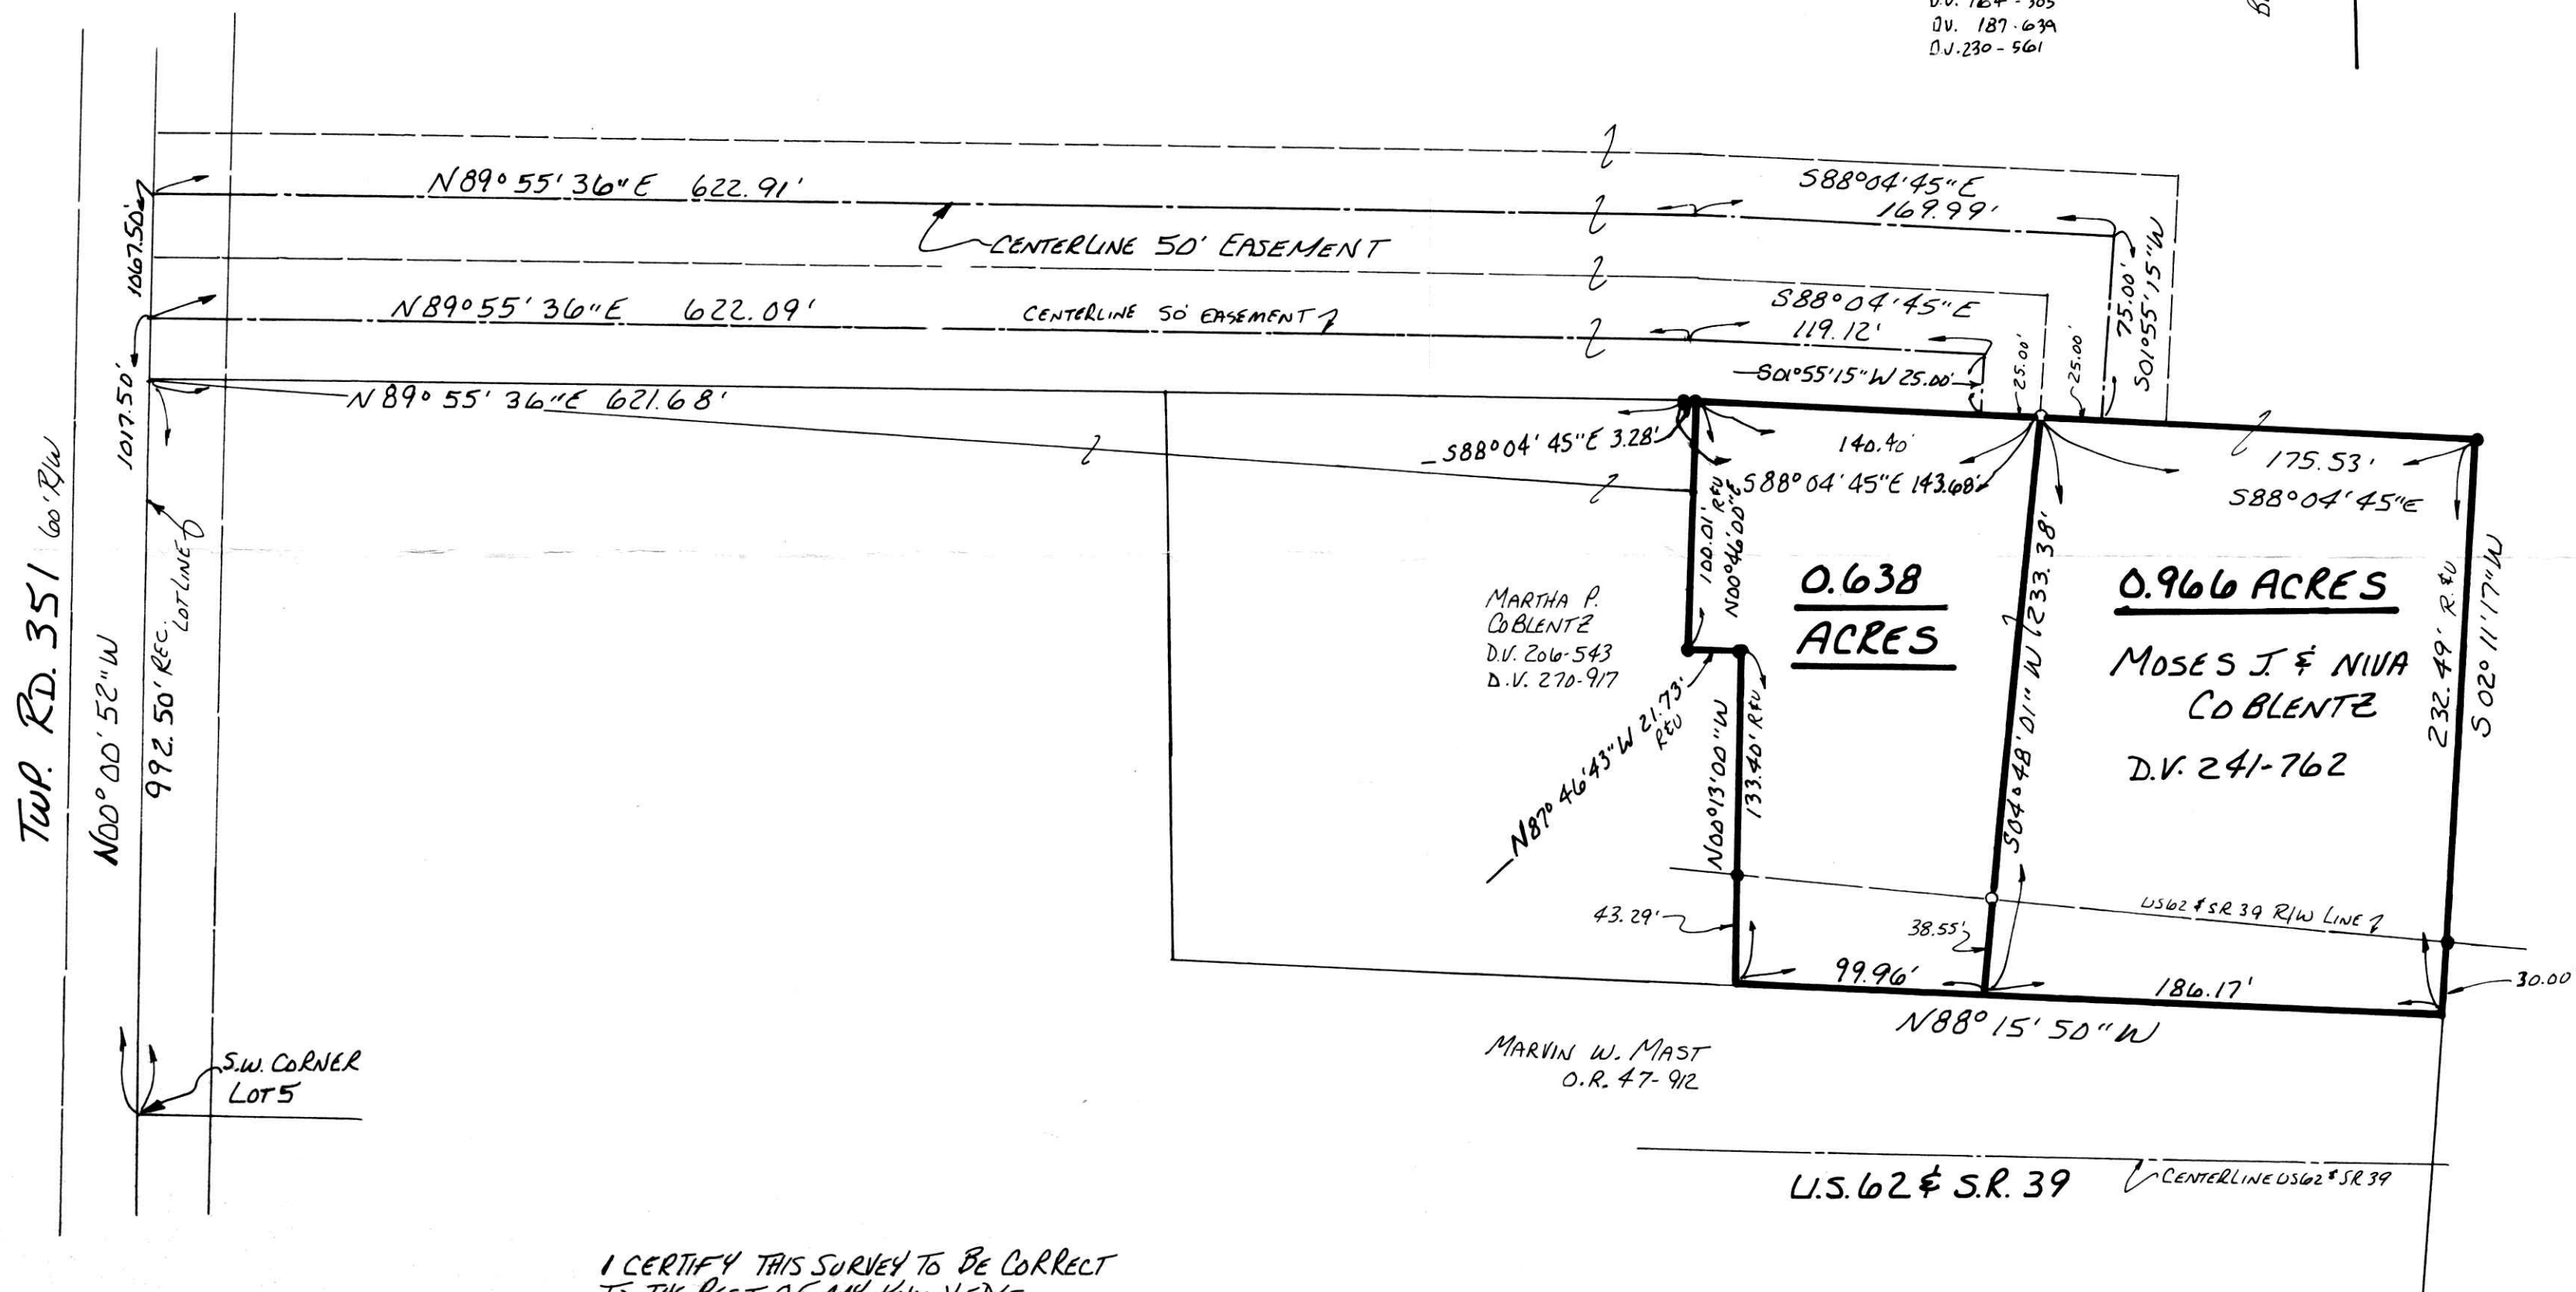 DV. 187-639
D.V. 230-561
N89°55'36"E 622.91'
CENTERLINE 50' EASEMENT
S88°04'45"E
169.99'
75.00'
S01°55'15"W
1067.50'
N89°55'36"E 622.09'
CENTERLINE 50' EASEMENT
S88°04'45"E
119.12'
S01°55'15"W 25.00'
25.00'
25.00'
1017.50'
N89°55'36"E 621.68'
S88°04'45"E 3.28'
140.40'
S88°04'45"E 143.68'
175.53'
S88°04'45"E
TWP. RD. 351 60' R/W
N00°00'52"W
992.50' REC.
LOT LINE
100.01' R&U
N00°46'00"E
MARTHA P.
COBLENTZ
D.V. 206-543
D.V. 270-917
0.638
ACRES
S04°48'01"W 233.38'
0.966 ACRES
MOSES J. & NIVA
COBLENTZ
D.V. 241-762
232.49' R.&U
S02°11'17"W
N87°46'43"W 21.73'
R&U
N00°13'00"W
133.40' R&U
43.29'
38.55'
US62 & SR 39 R/W LINE
99.96'
186.17'
30.00
N88°15'50"W
S.W. CORNER
LOT 5
MARVIN W. MAST
O.R. 47-912
U.S. 62 & S.R. 39
CENTERLINE US62 & SR 39
I CERTIFY THIS SURVEY TO BE CORRECT